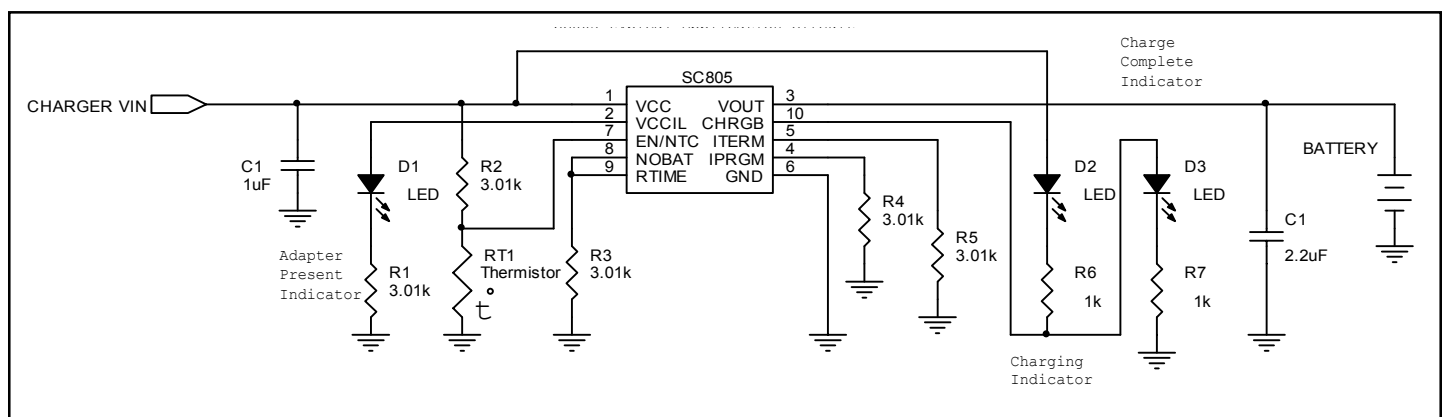 Charge
Complete
Indicator
SC805
CHARGER VIN
1 VCC VOUT 3
2 VCCIL CHRGB 10
7 EN/NTC ITERM 5
8 NOBAT IPRGM 4
9 RTIME GND 6
C1
1uF
D1
LED
R2
3.01k
D2
LED
D3
LED
BATTERY
R4
3.01k
R5
3.01k
C1
2.2uF
Adapter
Present
Indicator
R1
3.01k
RT1
Thermistor
t°
R3
3.01k
R6
1k
R7
1k
Charging
Indicator